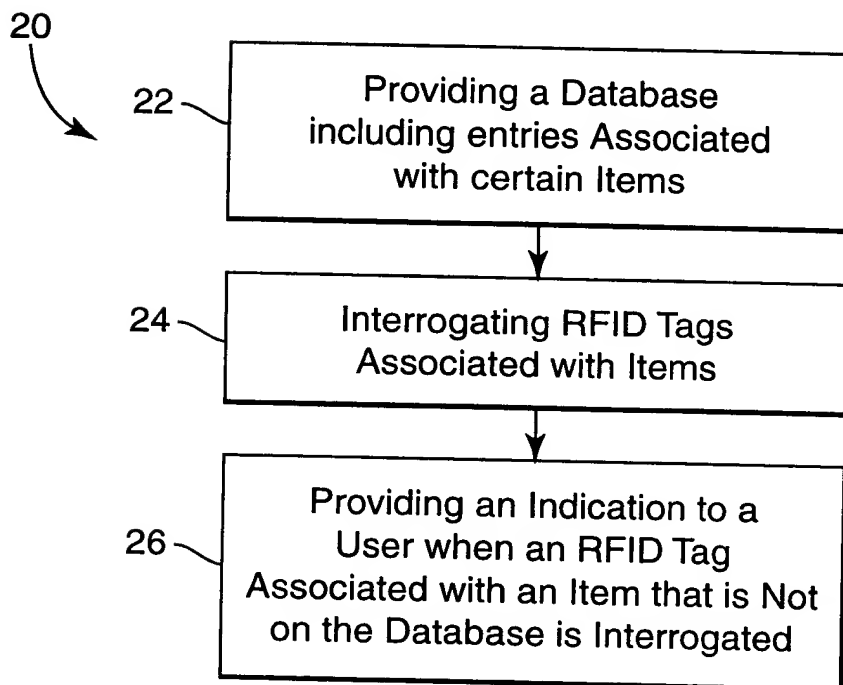 20
22
Providing a Database
including entries Associated
with certain Items
24
Interrogating RFID Tags
Associated with Items
26
Providing an Indication to a
User when an RFID Tag
Associated with an Item that is Not
on the Database is Interrogated